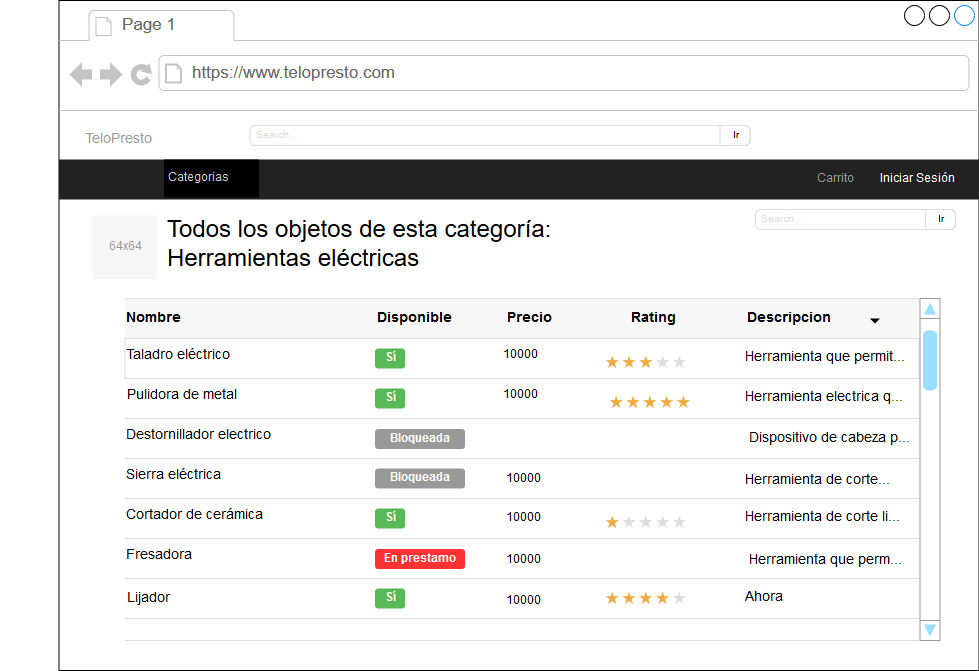 Page 1
https://www.telopresto.com
TeloPresto
Search...
Ir
Categorias
Carrito
Iniciar Sesión
64x64
Todos los objetos de esta categoría:
Herramientas eléctricas
Search...
Ir
Nombre Disponible Precio Rating Descripcion
Taladro eléctrico Sí 10000 Herramienta que permit...
Pulidora de metal Sí 10000 Herramienta electrica q...
Destornillador electrico Bloqueada Dispositivo de cabeza p...
Sierra eléctrica Bloqueada 10000 Herramienta de corte...
Cortador de cerámica Sí 10000 Herramienta de corte li...
Fresadora En prestamo 10000 Herramienta que perm...
Lijador Sí 10000 Ahora